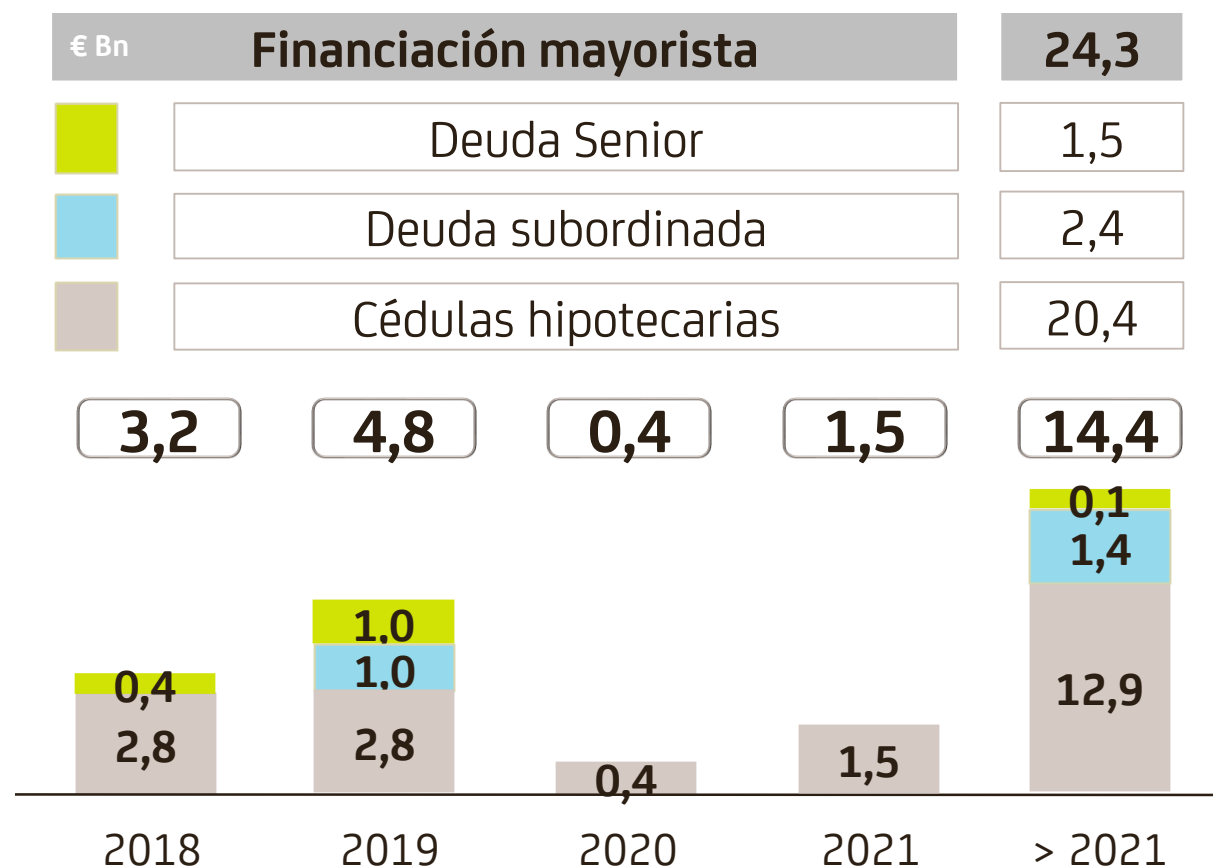 € Bn Financiación mayorista 24,3
Deuda Senior 1,5
Deuda subordinada 2,4
Cédulas hipotecarias 20,4
3,2 4,8 0,4 1,5 14,4
0,1
1,4
1,0
1,0
0,4
12,9
2,8
2,8
1,5
0,4
2018 2019 2020 2021 > 2021